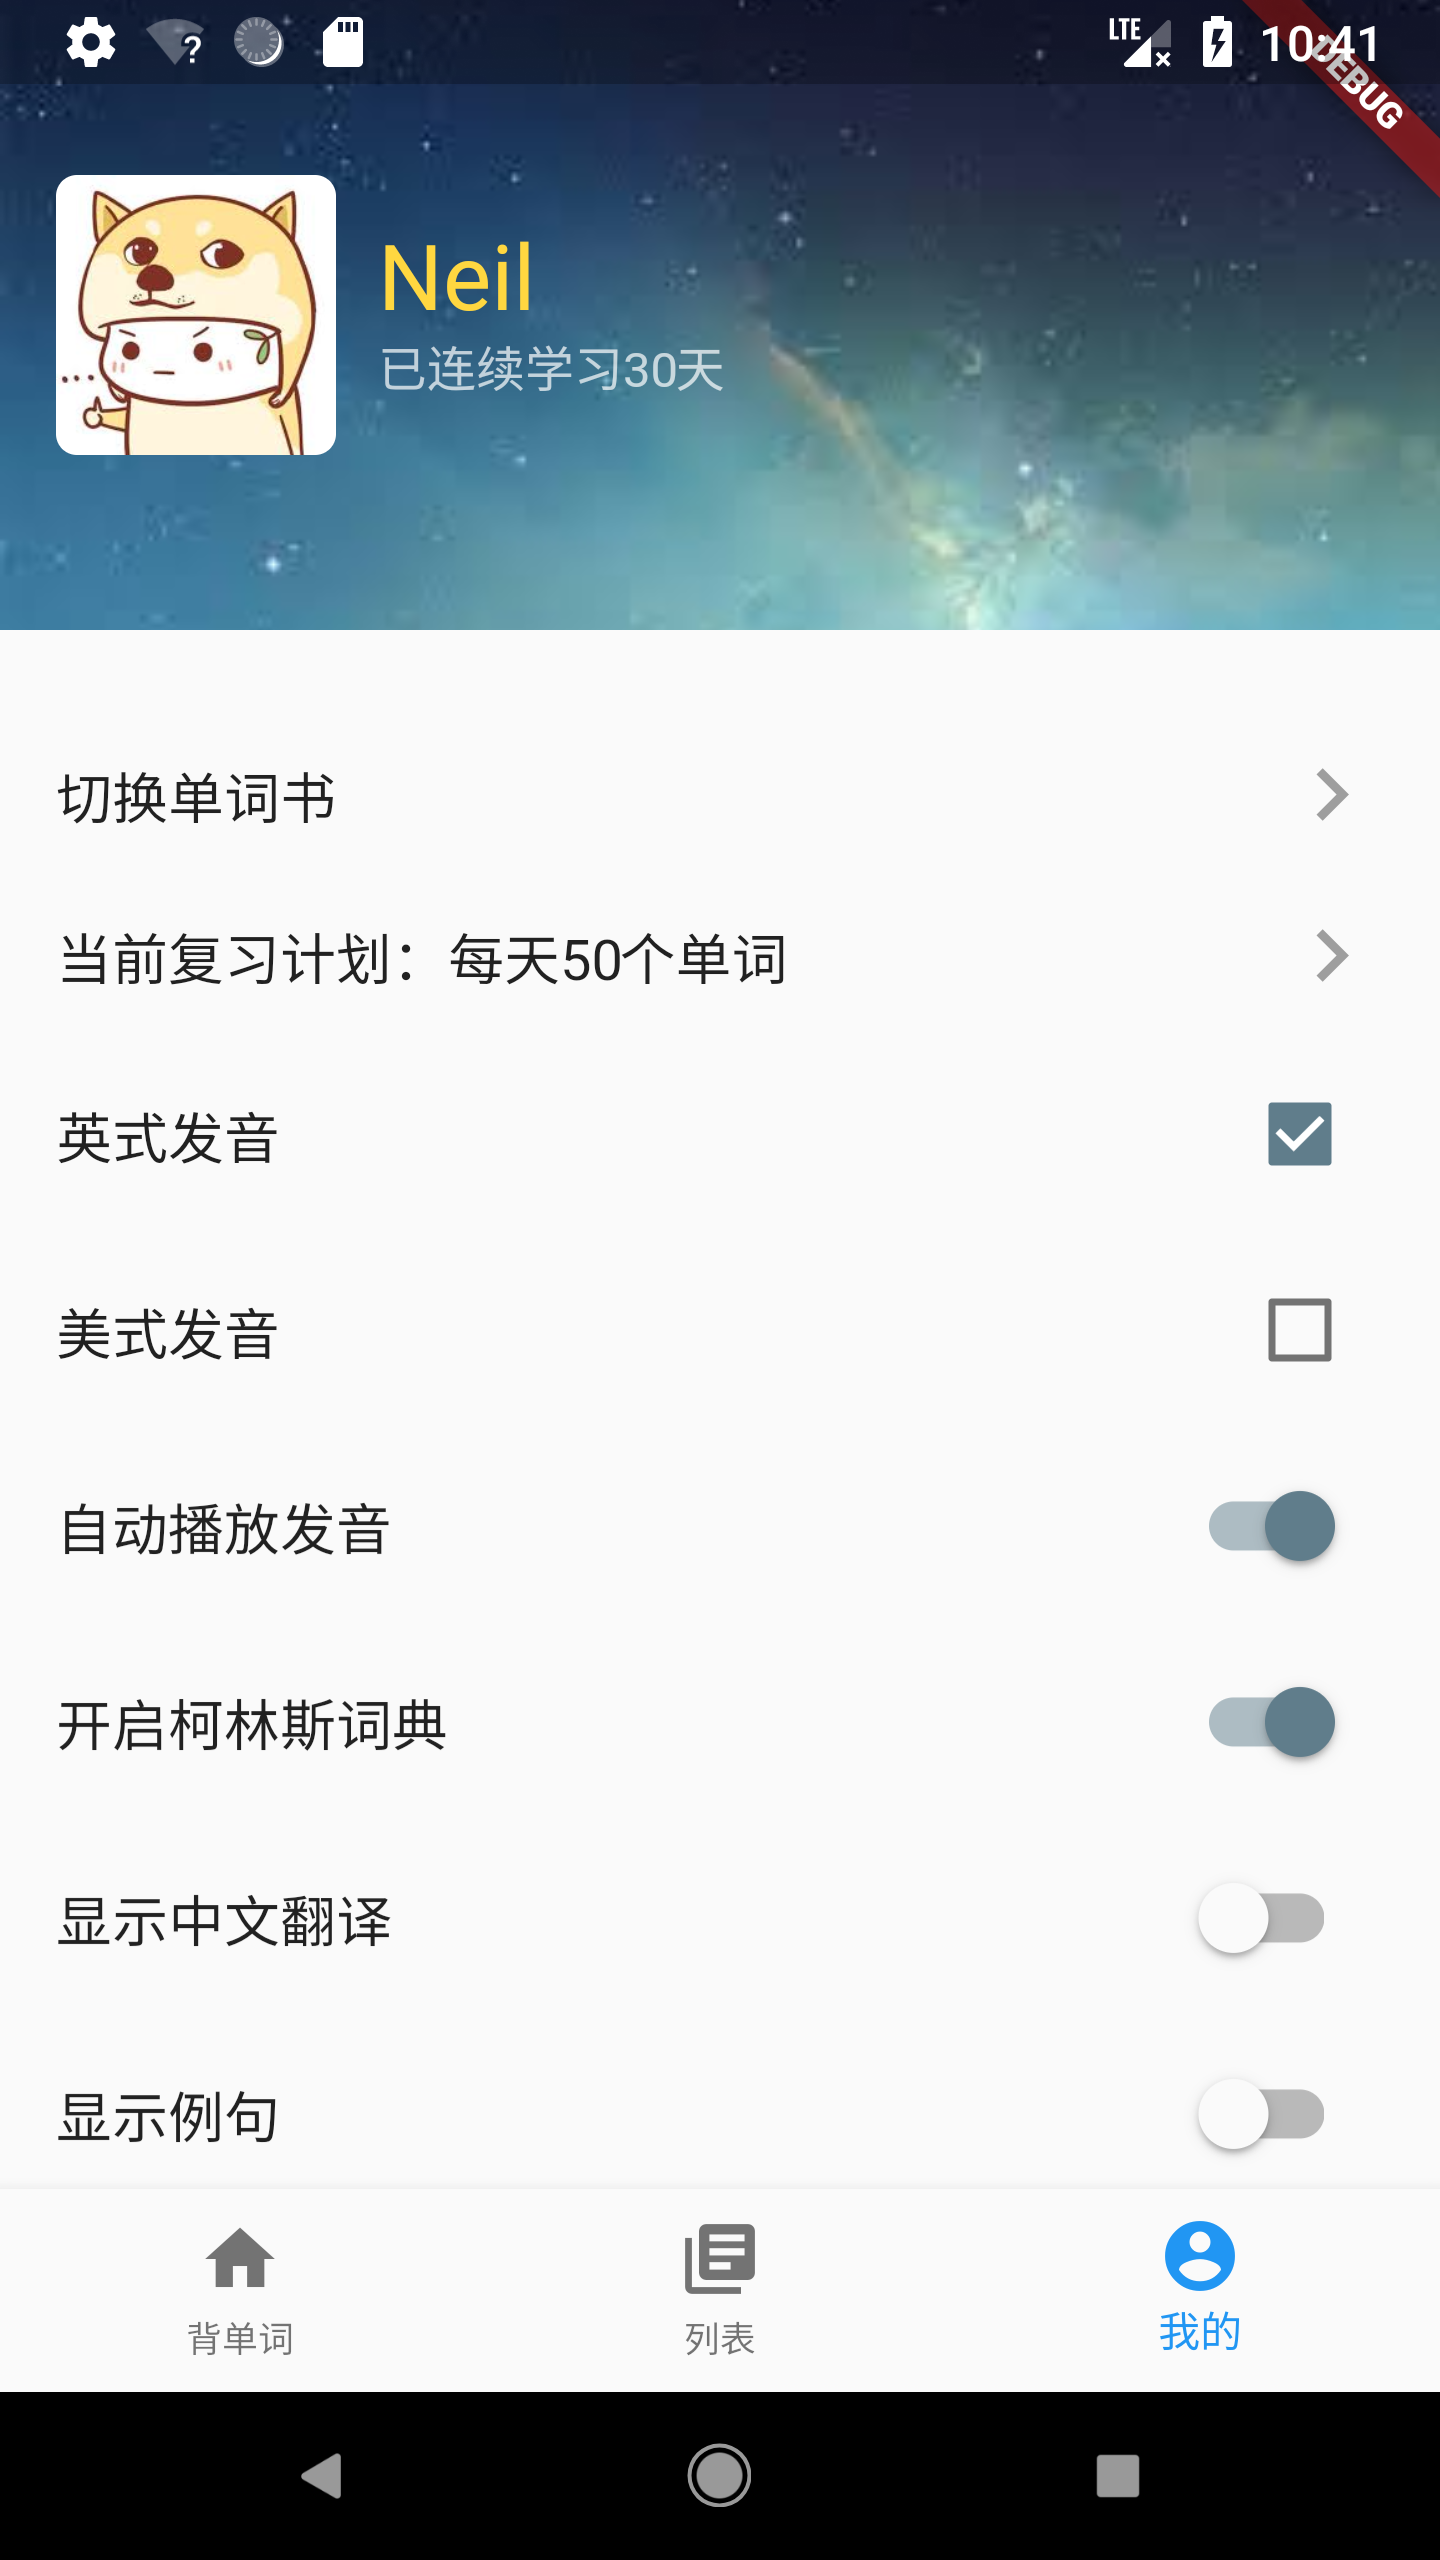 LTE
10:41
DEBUG
Neil
已连续学习30天
切换单词书
当前复习计划：每天50个单词
英式发音
美式发音
自动播放发音
开启柯林斯词典
显示中文翻译
显示例句
背单词
列表
我的